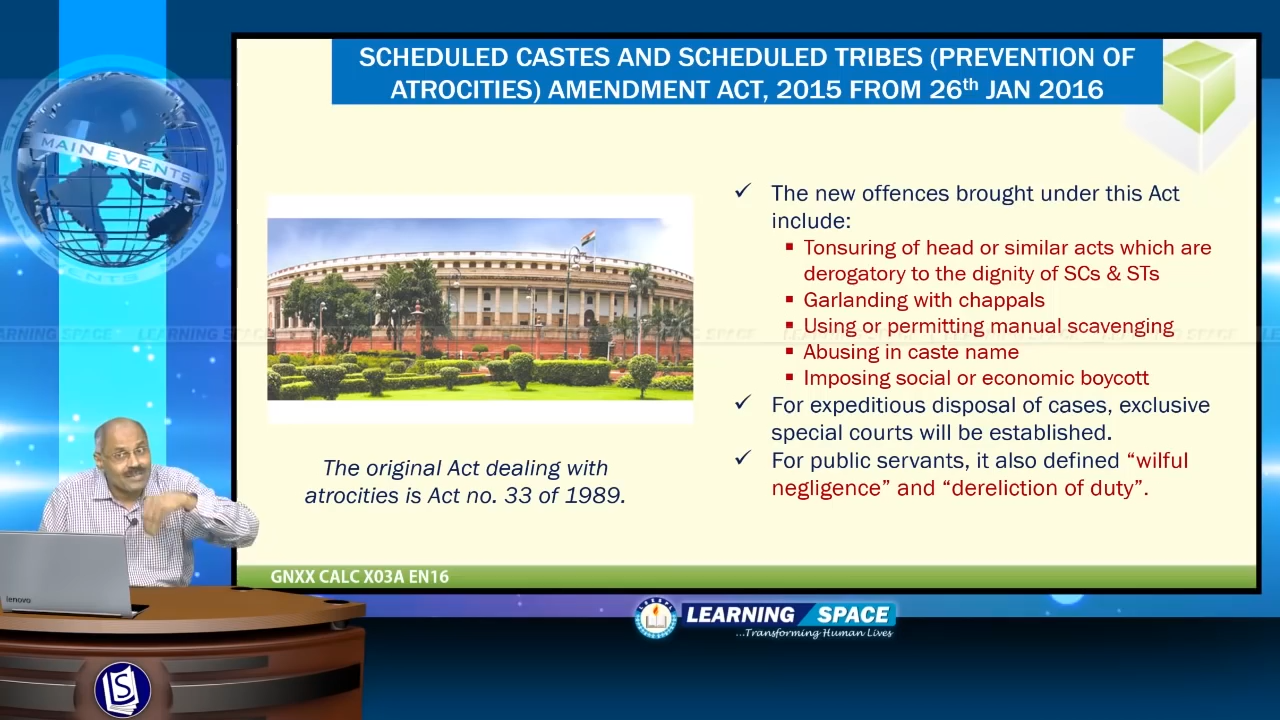 SCHEDULED CASTES AND SCHEDULED TRIBES (PREVENTION OF
ATROCITIES) AMENDMENT ACT, 2015 FROM 26th JAN 2016
MAIN EVENTS
✓ The new offences brought under this Act
include:
▪ Tonsuring of head or similar acts which are
derogatory to the dignity of SCs & STs
▪ Garlanding with chappals
▪ Using or permitting manual scavenging
▪ Abusing in caste name
▪ Imposing social or economic boycott
✓ For expeditious disposal of cases, exclusive
special courts will be established.
✓ For public servants, it also defined “wilful
negligence” and “dereliction of duty”.
The original Act dealing with
atrocities is Act no. 33 of 1989.
LEARNING SPACE
GNXX CALC X03A EN16
lenovo
LEARNING SPACE
...Transforming Human Lives
LS